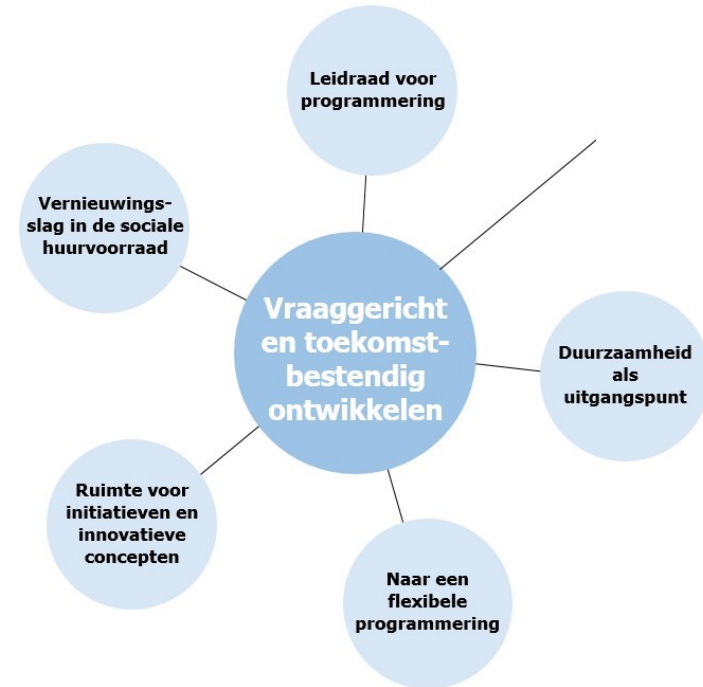 Leidraad voor
programmering
Vernieuwings-
slag in de sociale
huurvoorraad
Vraaggericht
en toekomst-
bestendig
ontwikkelen
Duurzaamheid
als
uitgangspunt
Ruimte voor
initiatieven en
innovatieve
concepten
Naar een
flexibele
programmering